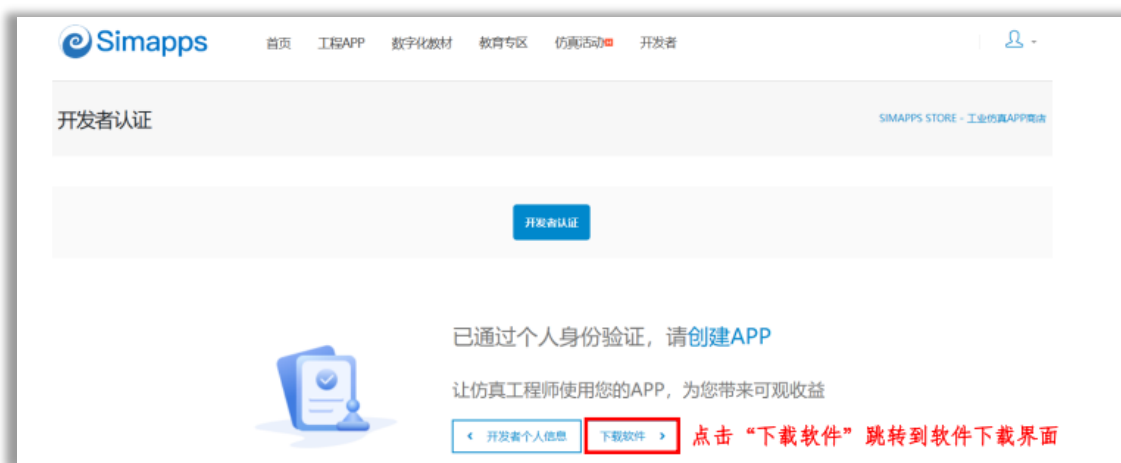 Simapps 首页 工程APP 数字化教材 教育专区 仿真活动 开发者
开发者认证 SIMAPPS STORE - 工业仿真APP商店
开发者认证
已通过个人身份验证，请创建APP
让仿真工程师使用您的APP，为您带来可观收益
开发者个人信息 下载软件 点击“下载软件”跳转到软件下载界面